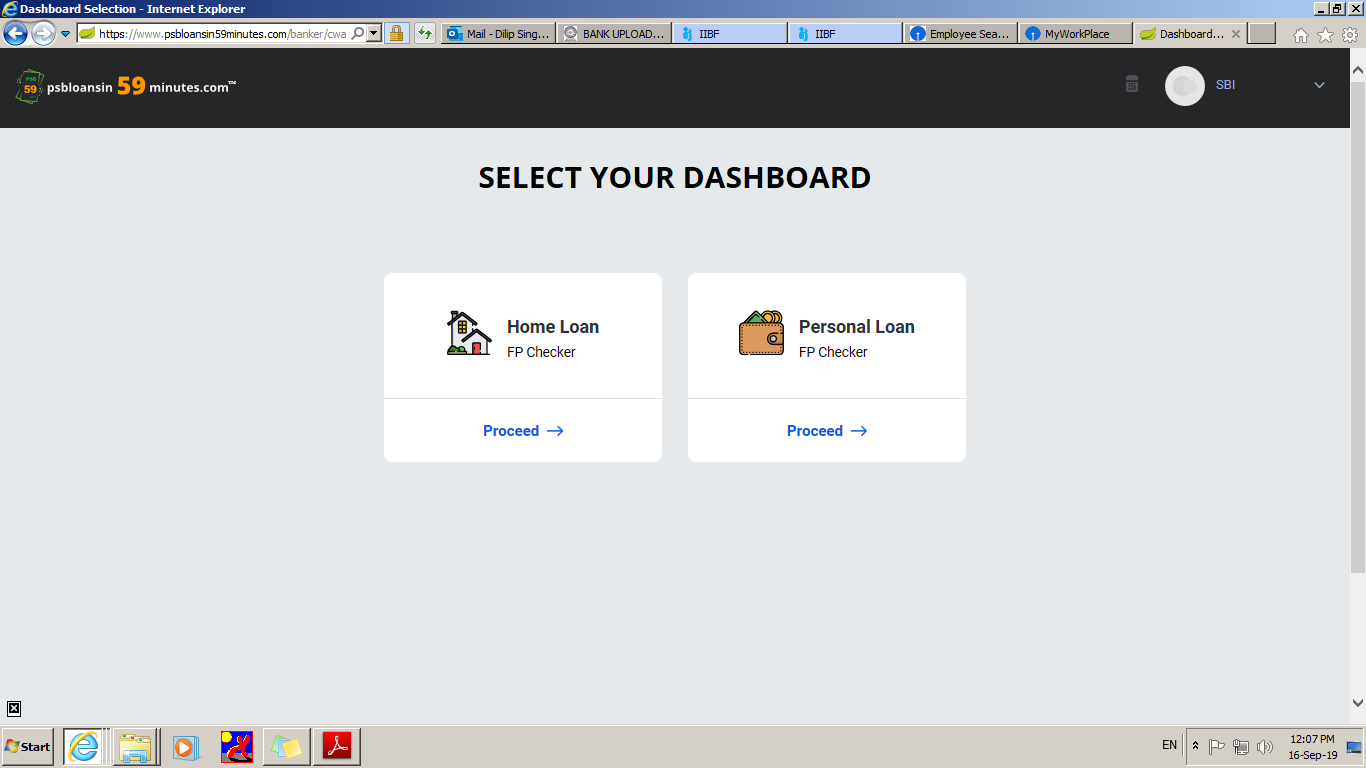 Dashboard Selection - Internet Explorer
https://www.psbloansin59minutes.com/banker/cwa
Mail - Dilip Sing...
BANK UPLOAD...
IIBF
IIBF
Employee Sea...
MyWorkPlace
Dashboard...
PSB
59
psbloansin 59 minutes.com™
SBI
SELECT YOUR DASHBOARD
Home Loan
FP Checker
Proceed
Personal Loan
FP Checker
Proceed
Start
EN
12:07 PM
16-Sep-19